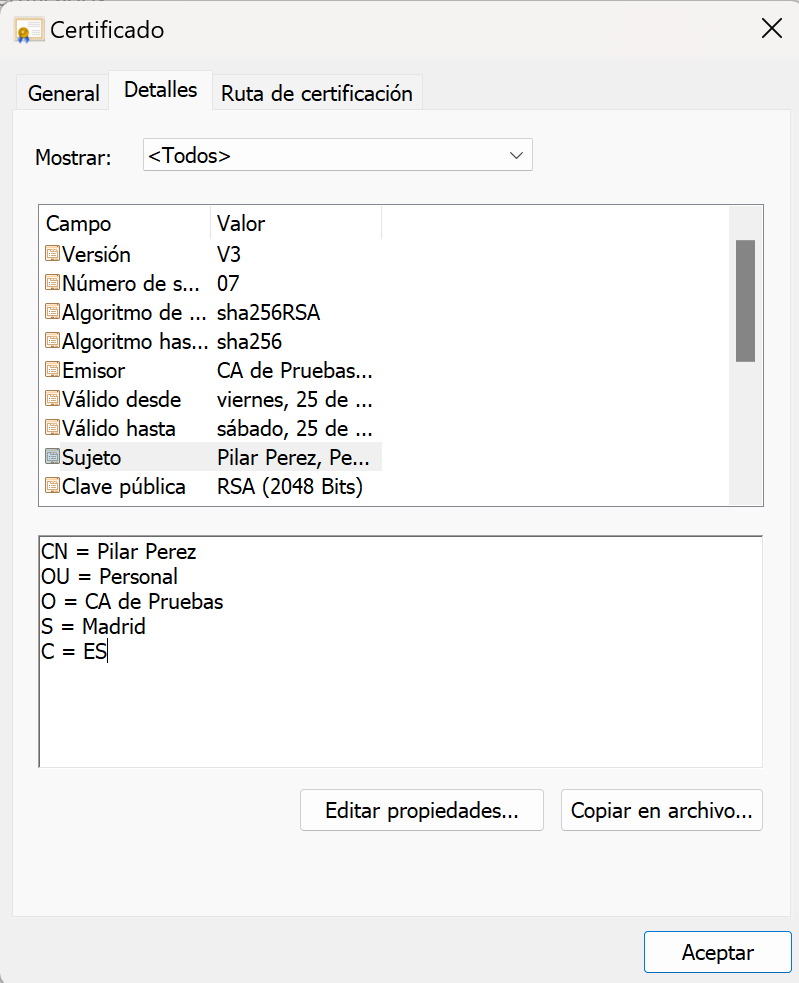 Certificado
General
Detalles
Ruta de certificación
Mostrar:
<Todos>
Campo Valor
Versión V3
Número de s... 07
Algoritmo de ... sha256RSA
Algoritmo has... sha256
Emisor CA de Pruebas...
Válido desde viernes, 25 de ...
Válido hasta sábado, 25 de ...
Sujeto Pilar Perez, Pe...
Clave pública RSA (2048 Bits)
CN = Pilar Perez
OU = Personal
O = CA de Pruebas
S = Madrid
C = ES
Editar propiedades...
Copiar en archivo...
Aceptar